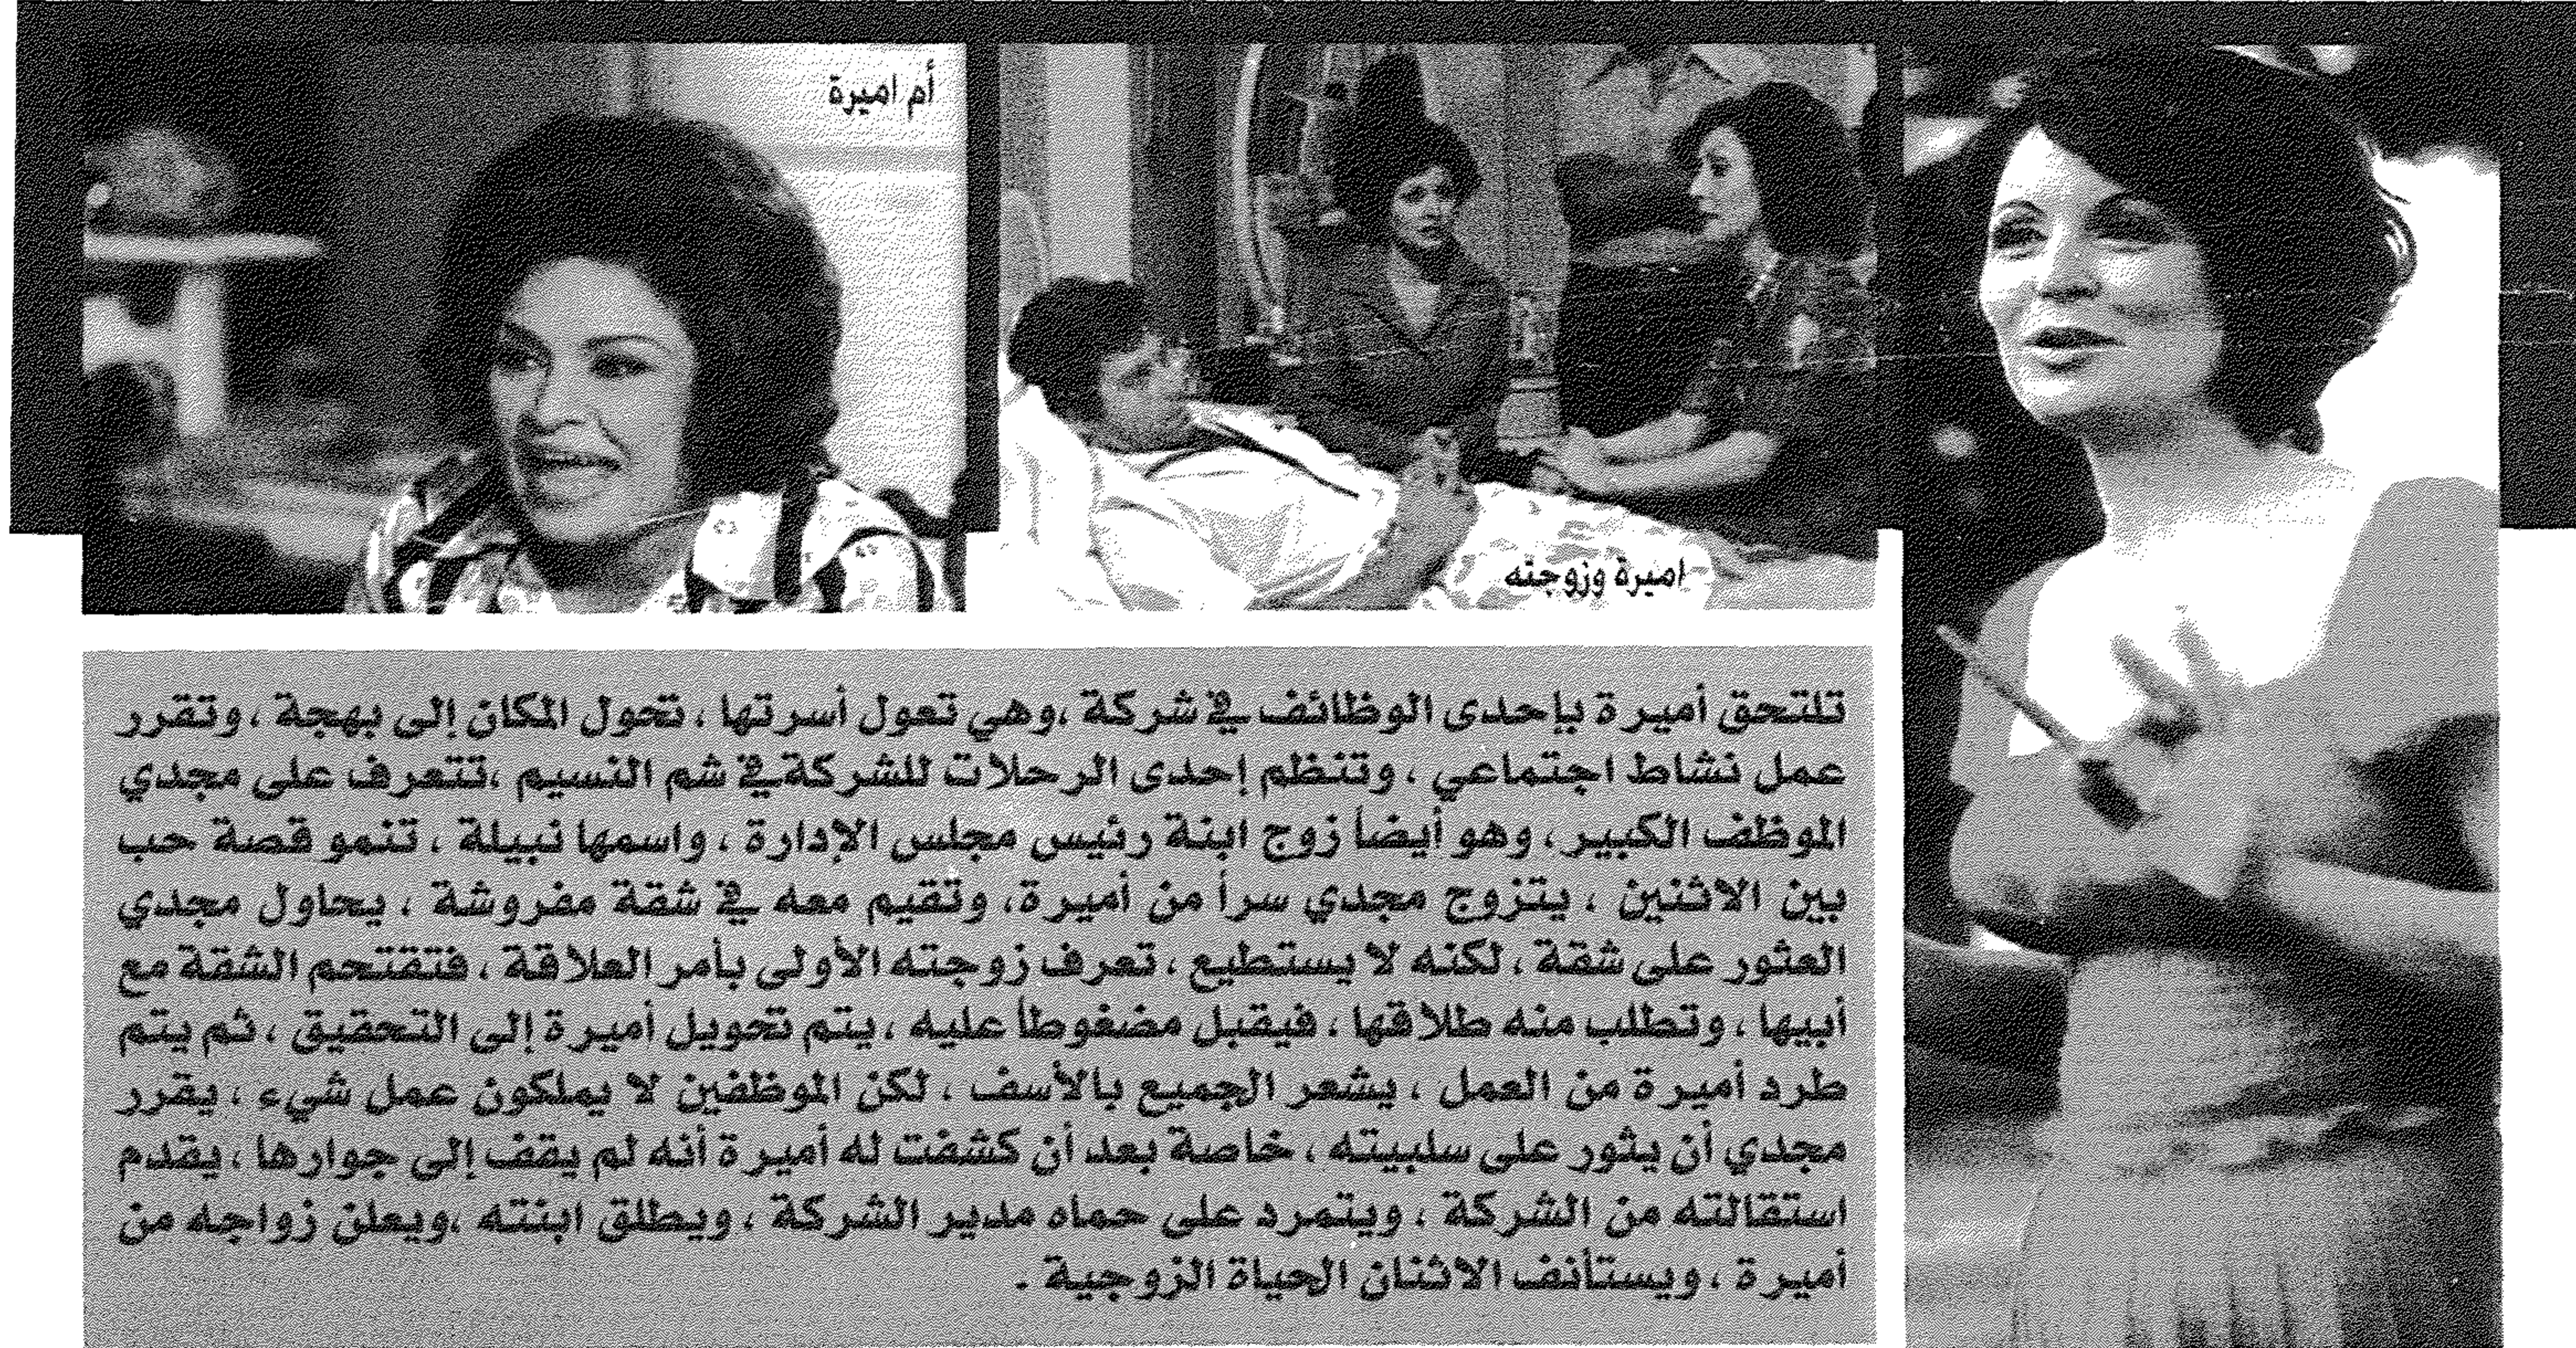 أم اميرة
اميرة وزوجته
تلتحق أميرة بإحدى الوظائف في شركة ،وهي تعول أسرتها ، تحول المكان إلى بهجة ، وتقرر
عمل نشاط اجتماعي ، وتنظم إحدى الرحلات للشركة في شم النسيم ،تتعرف على مجدي
الموظف الكبير ، وهو أيضاً زوج ابنة رئيس مجلس الإدارة ، واسمها نبيلة ، تنمو قصة حب
بين الاثنين ، يتزوج مجدي سراً من أميرة، وتقيم معه في شقة مفروشة ، يحاول مجدي
العثور على شقة ، لكنه لا يستطيع ، تعرف زوجته الأولى بأمر العلاقة ، فتقتحم الشقة مع
أبيها ، وتطلب منه طلاقها ، فيقبل مضغوطاً عليه ، يتم تحويل أميرة إلى التحقيق ، ثم يتم
طرد أميرة من العمل ، يشعر الجميع بالأسف ، لكن الموظفين لا يملكون عمل شيء ، يقرر
مجدي أن يثور على سلبيته ، خاصة بعد أن كشفت له أميرة أنه لم يقف إلى جوارها ، يقدم
استقالته من الشركة ، ويتمرد على حماه مدير الشركة ، ويطلق ابنته ،ويعلن زواجه من
أميرة ، ويستأنف الاثنان الحياة الزوجية .